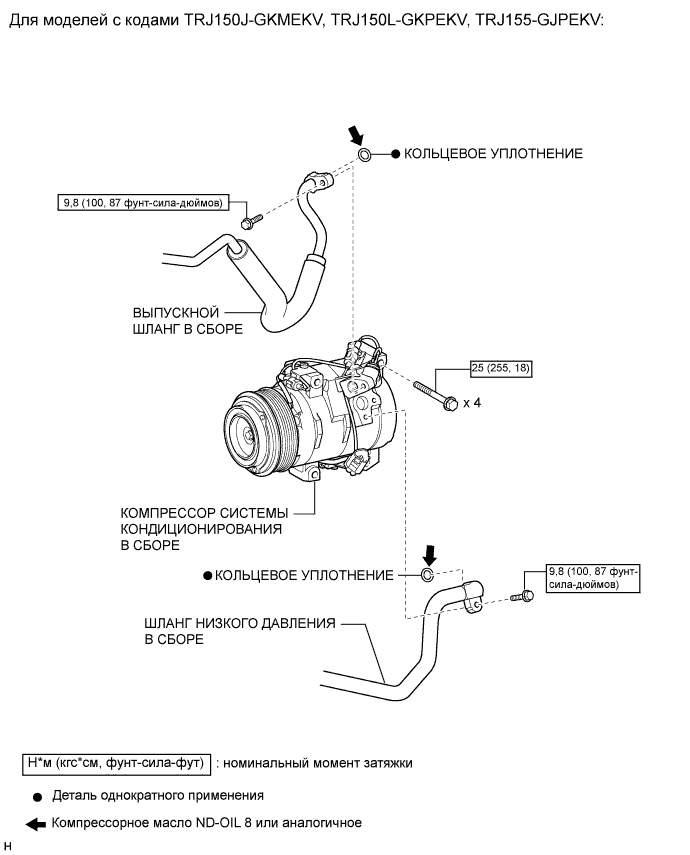 Для моделей с кодами TRJ150J-GKMEKV, TRJ150L-GKPEKV, TRJ155-GJPEKV:
КОЛЬЦЕВОЕ УПЛОТНЕНИЕ
9,8 (100, 87 фунт-сила-дюймов)
ВЫПУСКНОЙ
ШЛАНГ В СБОРЕ
25 (255, 18)
x 4
КОМПРЕССОР СИСТЕМЫ
КОНДИЦИОНИРОВАНИЯ
В СБОРЕ
КОЛЬЦЕВОЕ УПЛОТНЕНИЕ
9,8 (100, 87 фунт-
сила-дюймов)
ШЛАНГ НИЗКОГО ДАВЛЕНИЯ
В СБОРЕ
Н*м (кгс*см, фунт-сила-фут) : номинальный момент затяжки
Деталь однократного применения
Компрессорное масло ND-OIL 8 или аналогичное
H